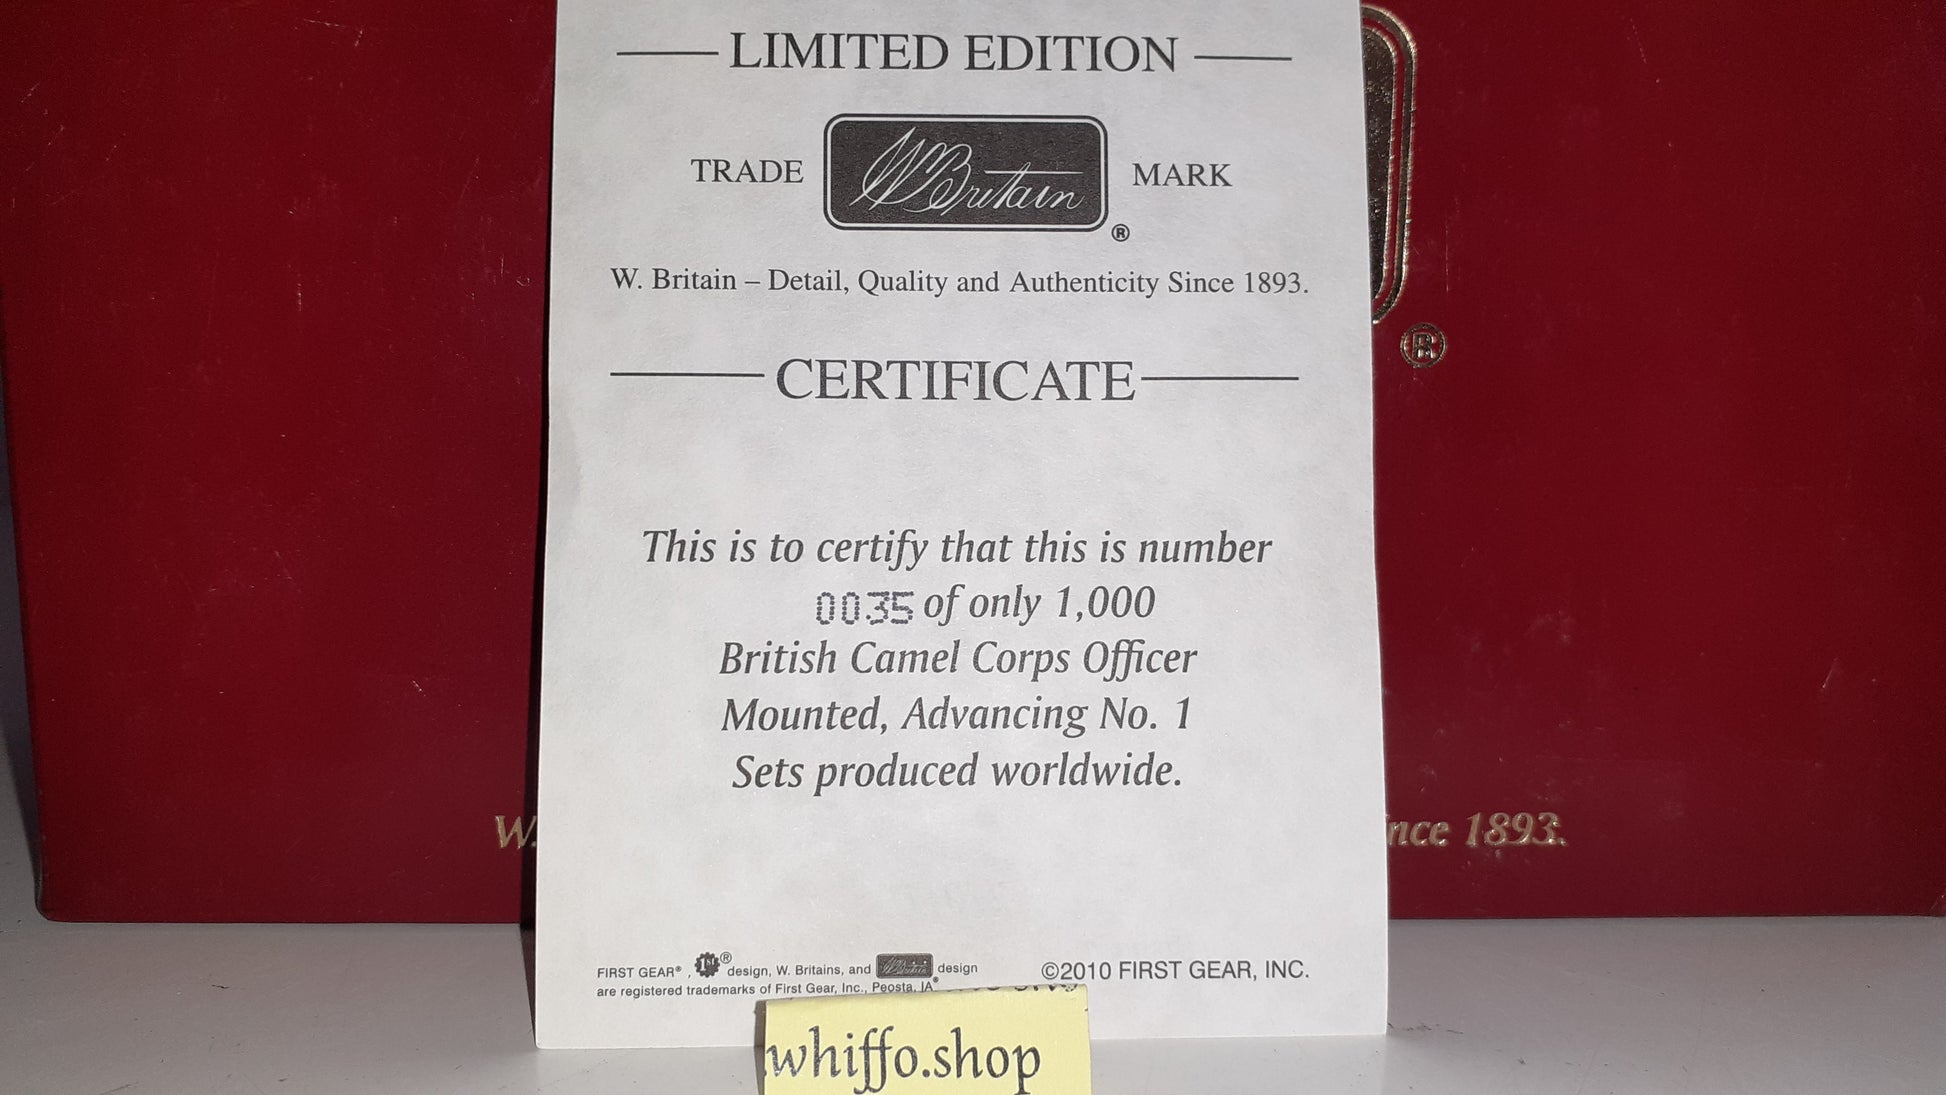 LIMITED EDITION
TRADE W Britain ® MARK
W. Britain – Detail, Quality and Authenticity Since 1893.
®
CERTIFICATE
This is to certify that this is number
0035 of only 1,000
British Camel Corps Officer
Mounted, Advancing No. 1
Sets produced worldwide.
W. nce 1893.
FIRST GEAR®, 1st® design, W. Britains, and W Britain design ©2010 FIRST GEAR, INC.
are registered trademarks of First Gear, Inc., Peosta, IA ®
whiffo.shop